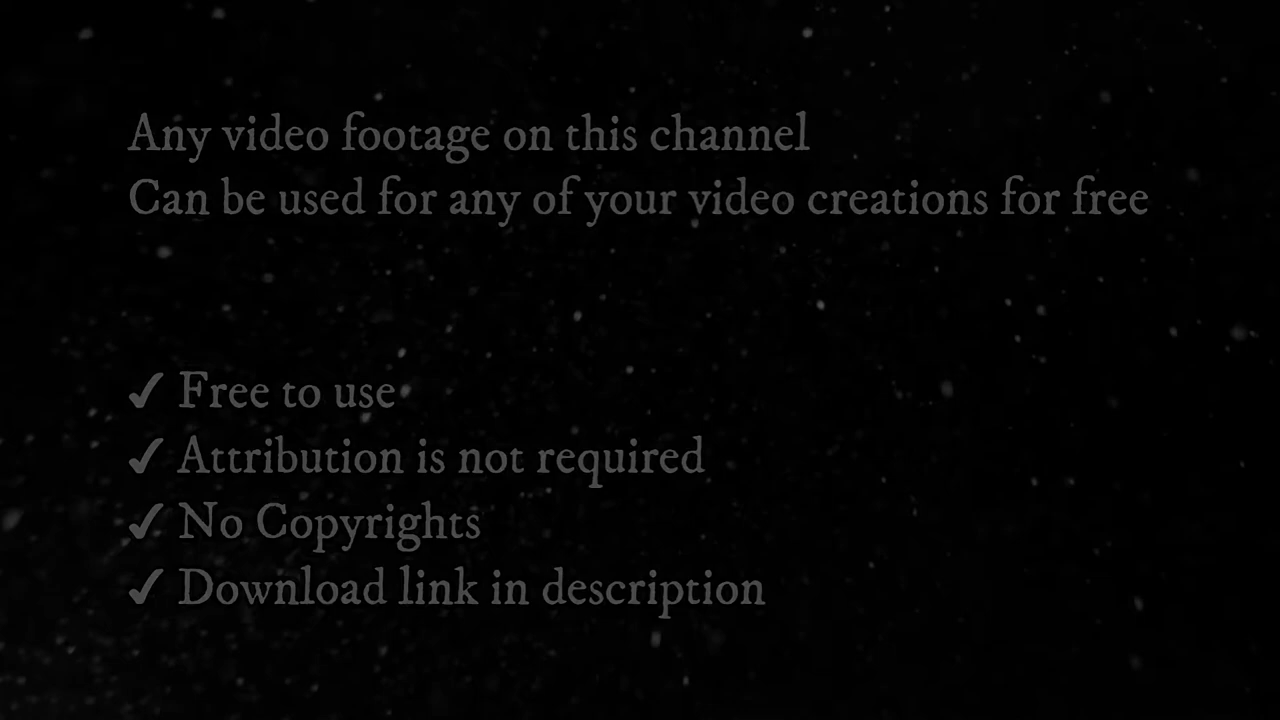 Any video footage on this channel
Can be used for any of your video creations for free
✓ Free to use
✓ Attribution is not required
✓ No Copyrights
✓ Download link in description